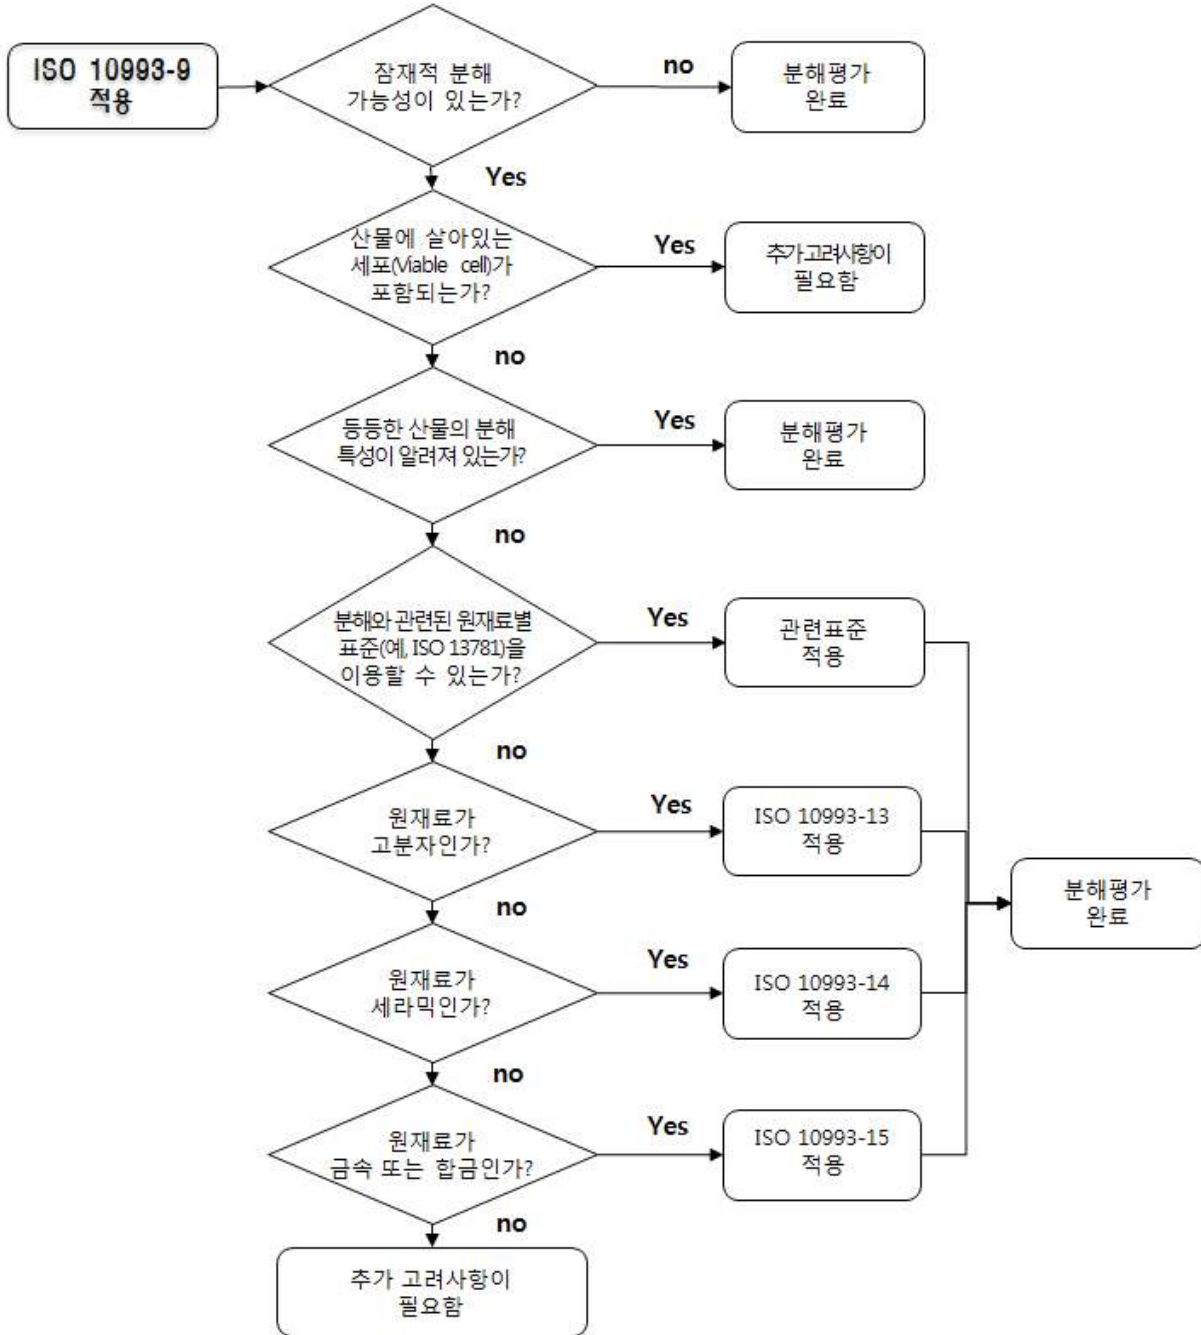 ISO 10993-9
적용
잠재적 분해
가능성이 있는가?
no
분해평가
완료
Yes
산물에 살아있는
세포(Viable cell)가
포함되는가?
Yes
추가고려사항이
필요함
no
등등한 산물의 분해
특성이 알려져 있는가?
Yes
분해평가
완료
no
분해와 관련된 원재료별
표준(예, ISO 13781)을
이용할 수 있는가?
Yes
관련표준
적용
no
원재료가
고분자인가?
Yes
ISO 10993-13
적용
분해평가
완료
no
원재료가
세라믹인가?
Yes
ISO 10993-14
적용
no
원재료가
금속 또는 합금인가?
Yes
ISO 10993-15
적용
no
추가 고려사항이
필요함